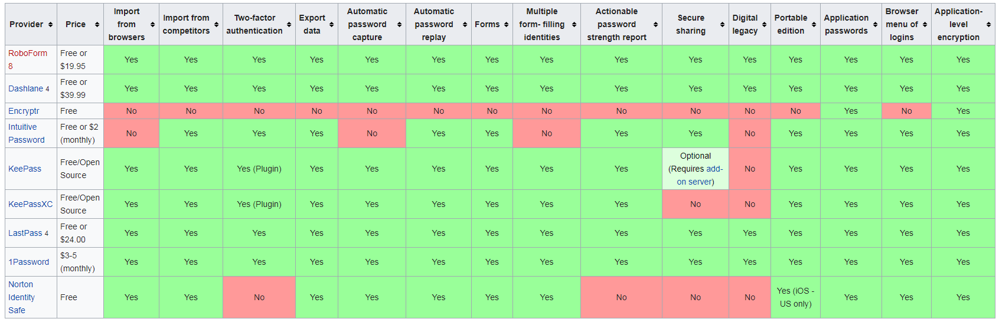 Provider Price Import from browsers Import from competitors Two-factor authentication Export data Automatic password capture Automatic password replay Forms Multiple form- filling identities Actionable password strength report Secure sharing Digital legacy Portable edition Application passwords Browser menu of logins Application-level encryption
RoboForm 8 Free or $19.95 Yes Yes Yes Yes Yes Yes Yes Yes Yes Yes Yes Yes Yes Yes Yes
Dashlane 4 Free or $39.99 Yes Yes Yes Yes Yes Yes Yes Yes Yes Yes Yes Yes Yes Yes Yes
Encryptr Free No No No No No No No No No No No No Yes No Yes
Intuitive Password Free or $2 (monthly) No Yes Yes Yes No Yes Yes No Yes Yes No Yes Yes Yes Yes
KeePass Free/Open Source Yes Yes Yes (Plugin) Yes Yes Yes Yes Yes Yes Optional (Requires add-on server) No Yes Yes Yes Yes
KeePassXC Free/Open Source Yes Yes Yes (Plugin) Yes Yes Yes Yes Yes Yes No No Yes Yes Yes Yes
LastPass 4 Free or $24.00 Yes Yes Yes Yes Yes Yes Yes Yes Yes Yes Yes Yes Yes Yes Yes
1Password $3-5 (monthly) Yes Yes Yes Yes Yes Yes Yes Yes Yes Yes Yes Yes Yes Yes Yes
Norton Identity Safe Free Yes Yes No Yes Yes Yes Yes Yes No No No Yes (iOS - US only) Yes Yes Yes